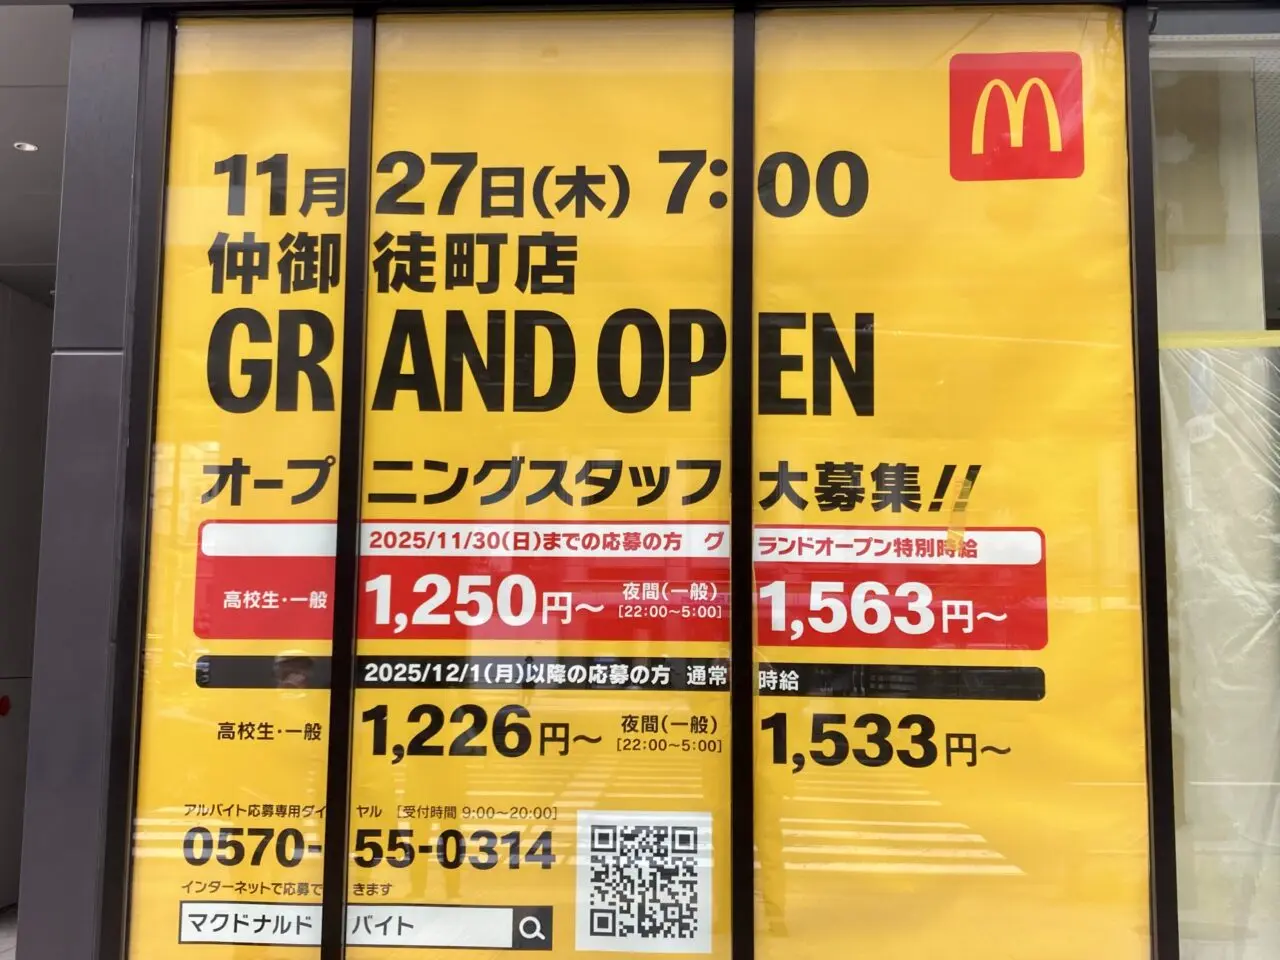 11月27日(木) 7:00
仲御徒町店
GRAND OPEN
オープニングスタッフ大募集!!
2025/11/30(日)までの応募の方 グランドオープン特別時給
高校生・一般 1,250円〜 夜間(一般) [22:00〜5:00] 1,563円〜
2025/12/1(月)以降の応募の方 通常時給
高校生・一般 1,226円〜 夜間(一般) [22:00〜5:00] 1,533円〜
アルバイト応募専用ダイヤル [受付時間 9:00〜20:00]
0570-55-0314
インターネットで応募できます
マクドナルド バイト